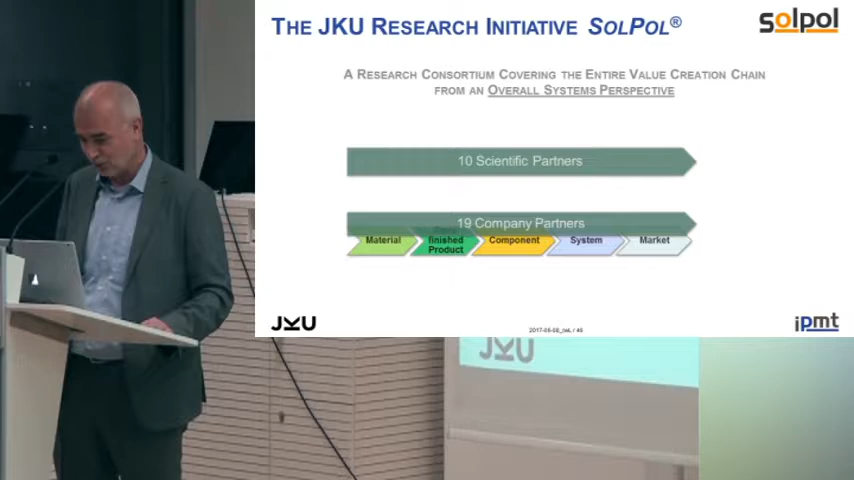 THE JKU RESEARCH INITIATIVE SOLPOL®
solpol
A RESEARCH CONSORTIUM COVERING THE ENTIRE VALUE CREATION CHAIN
FROM AN OVERALL SYSTEMS PERSPECTIVE
10 Scientific Partners
19 Company Partners
Material
finished
Product
Component
System
Market
JKU
ipmt
JKU